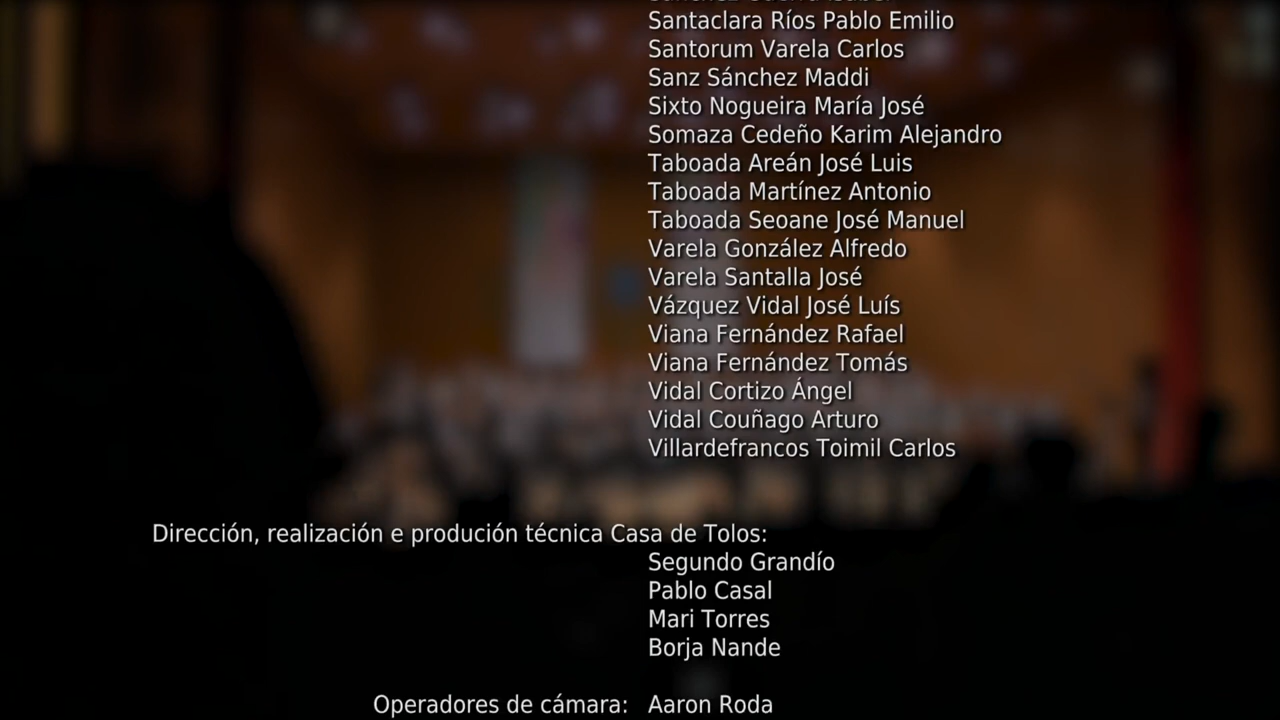 Santaclara Ríos Pablo Emilio
Santorum Varela Carlos
Sanz Sánchez Maddi
Sixto Nogueira María José
Somaza Cedeño Karim Alejandro
Taboada Areán José Luis
Taboada Martínez Antonio
Taboada Seoane José Manuel
Varela González Alfredo
Varela Santalla José
Vázquez Vidal José Luís
Viana Fernández Rafael
Viana Fernández Tomás
Vidal Cortizo Ángel
Vidal Couñago Arturo
Villardefrancos Toimil Carlos
Dirección, realización e produción técnica Casa de Tolos:
Segundo Grandío
Pablo Casal
Mari Torres
Borja Nande
Operadores de cámara: Aaron Roda